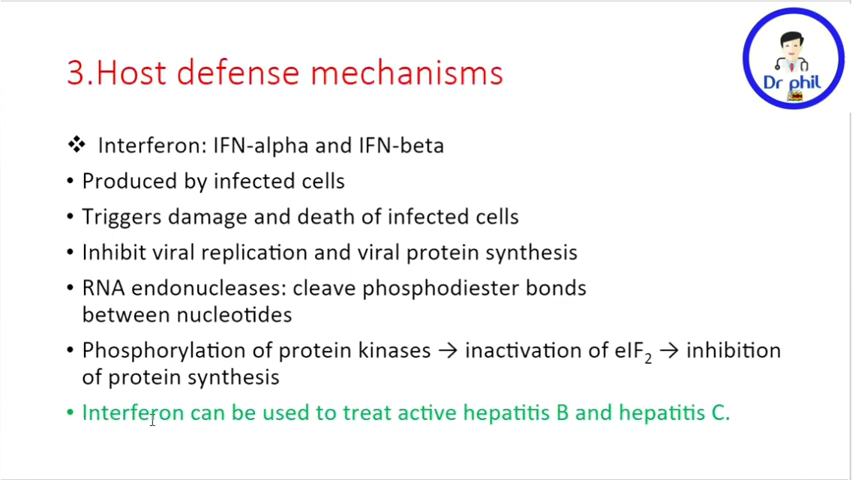 3.Host defense mechanisms
Dr phil
❖ Interferon: IFN-alpha and IFN-beta
• Produced by infected cells
• Triggers damage and death of infected cells
• Inhibit viral replication and viral protein synthesis
• RNA endonucleases: cleave phosphodiester bonds
between nucleotides
• Phosphorylation of protein kinases → inactivation of eIF₂ → inhibition
of protein synthesis
• Interferon can be used to treat active hepatitis B and hepatitis C.